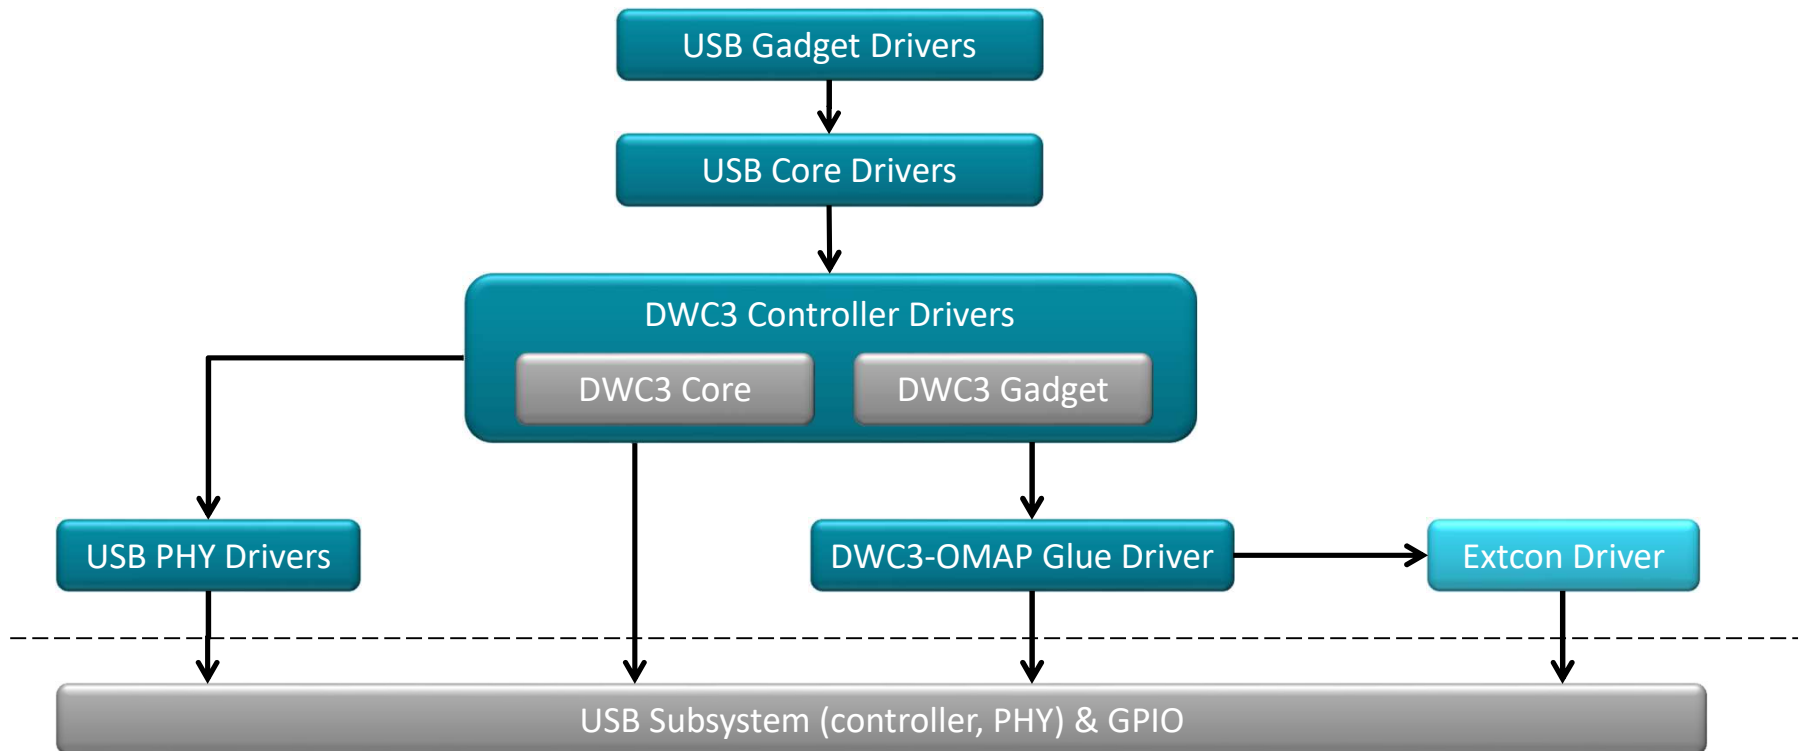 USB Gadget Drivers
USB Core Drivers
DWC3 Controller Drivers
DWC3 Core
DWC3 Gadget
USB PHY Drivers
DWC3-OMAP Glue Driver
Extcon Driver
USB Subsystem (controller, PHY) & GPIO